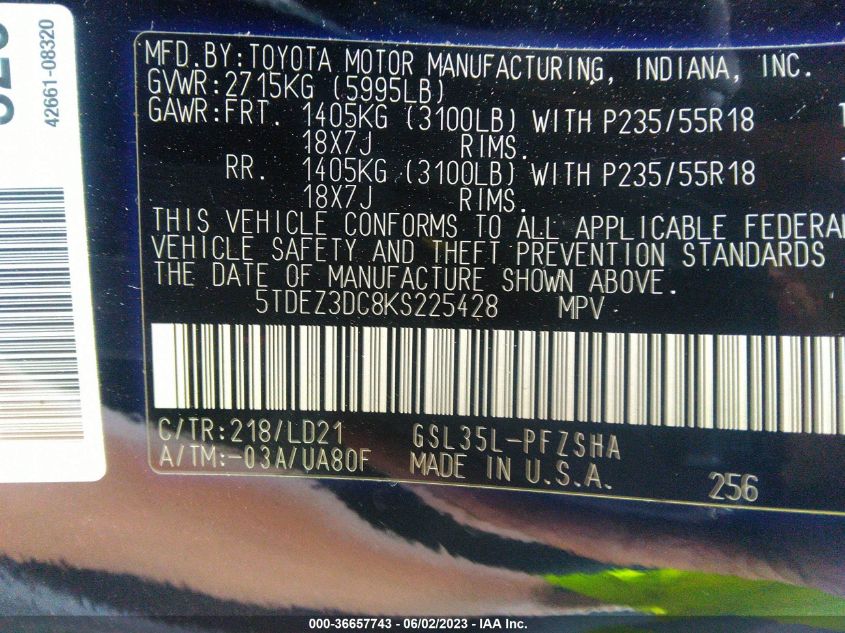 42661-08320
MFD. BY: TOYOTA MOTOR MANUFACTURING, INDIANA, INC.
GVWR: 2715KG (5995LB)
GAWR: FRT. 1405KG (3100LB) WITH P235/55R18
18X7J RIMS.
RR. 1405KG (3100LB) WITH P235/55R18
18X7J RIMS.
THIS VEHICLE CONFORMS TO ALL APPLICABLE FEDERAL
VEHICLE SAFETY AND THEFT PREVENTION STANDARDS
THE DATE OF MANUFACTURE SHOWN ABOVE.
5TDEZ3DC8KS225428 MPV
C/TR: 218/LD21 GSL35L-PFZSHA
A/TM: -03A/UA80F MADE IN U.S.A.
256
000-36657743 - 06/02/2023 - IAA Inc.